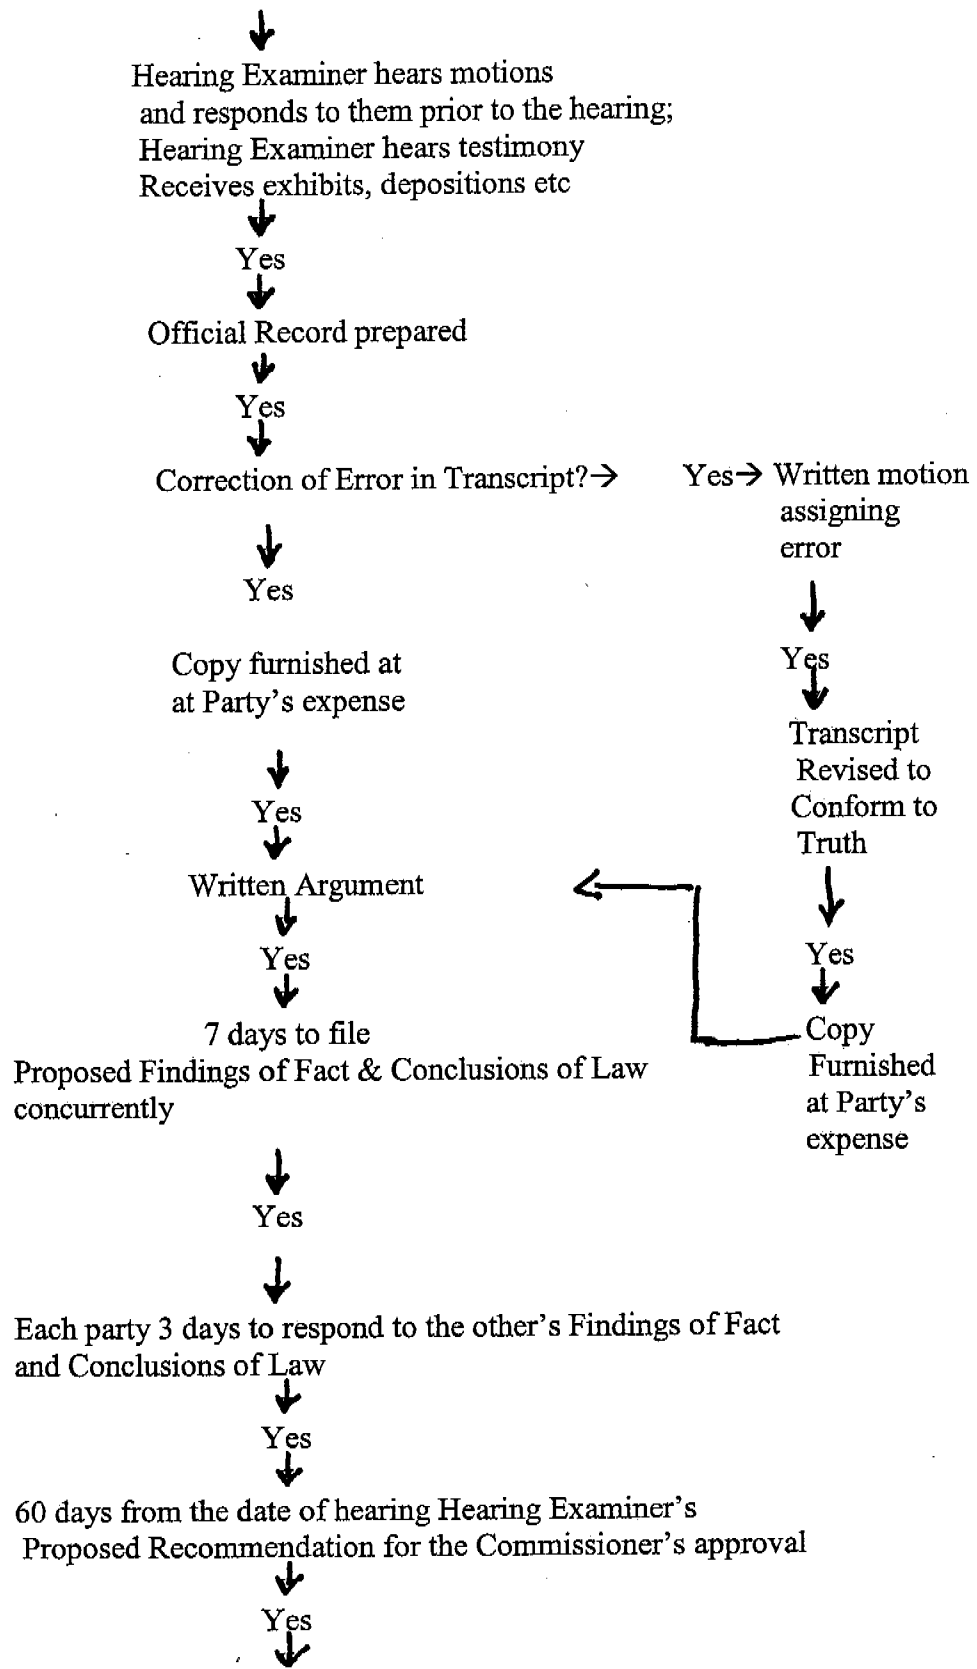 Hearing Examiner hears motions
and responds to them prior to the hearing;
Hearing Examiner hears testimony
Receives exhibits, depositions etc
Yes
Official Record prepared
Yes
Correction of Error in Transcript?→
Yes→ Written motion
assigning
error
Yes
Transcript
Revised to
Conform to
Truth
Yes
Copy
Furnished
at Party's
expense
Yes
Copy furnished at
at Party's expense
Yes
Written Argument
Yes
7 days to file
Proposed Findings of Fact & Conclusions of Law
concurrently
Yes
Each party 3 days to respond to the other's Findings of Fact
and Conclusions of Law
Yes
60 days from the date of hearing Hearing Examiner's
Proposed Recommendation for the Commissioner's approval
Yes